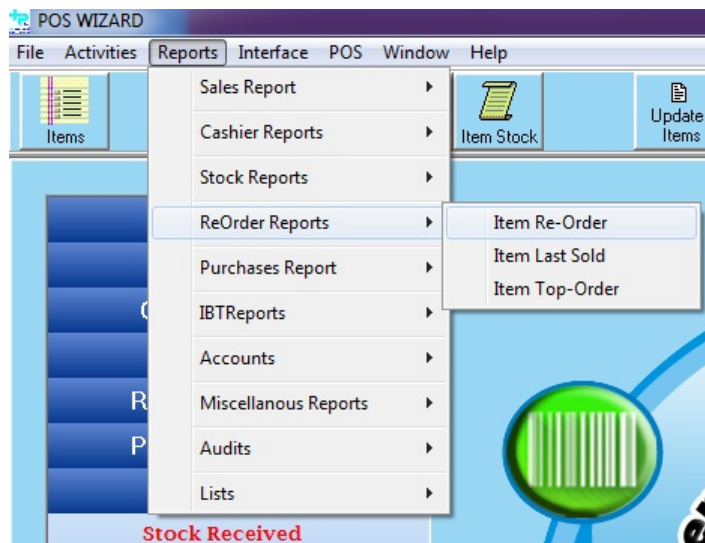 POS WIZARD
File Activities Reports Interface POS Window Help
Items
Item Stock
Update
Items
Sales Report
Cashier Reports
Stock Reports
ReOrder Reports
Purchases Report
IBTReports
Accounts
Miscellanous Reports
Audits
Lists
Item Re-Order
Item Last Sold
Item Top-Order
Stock Received